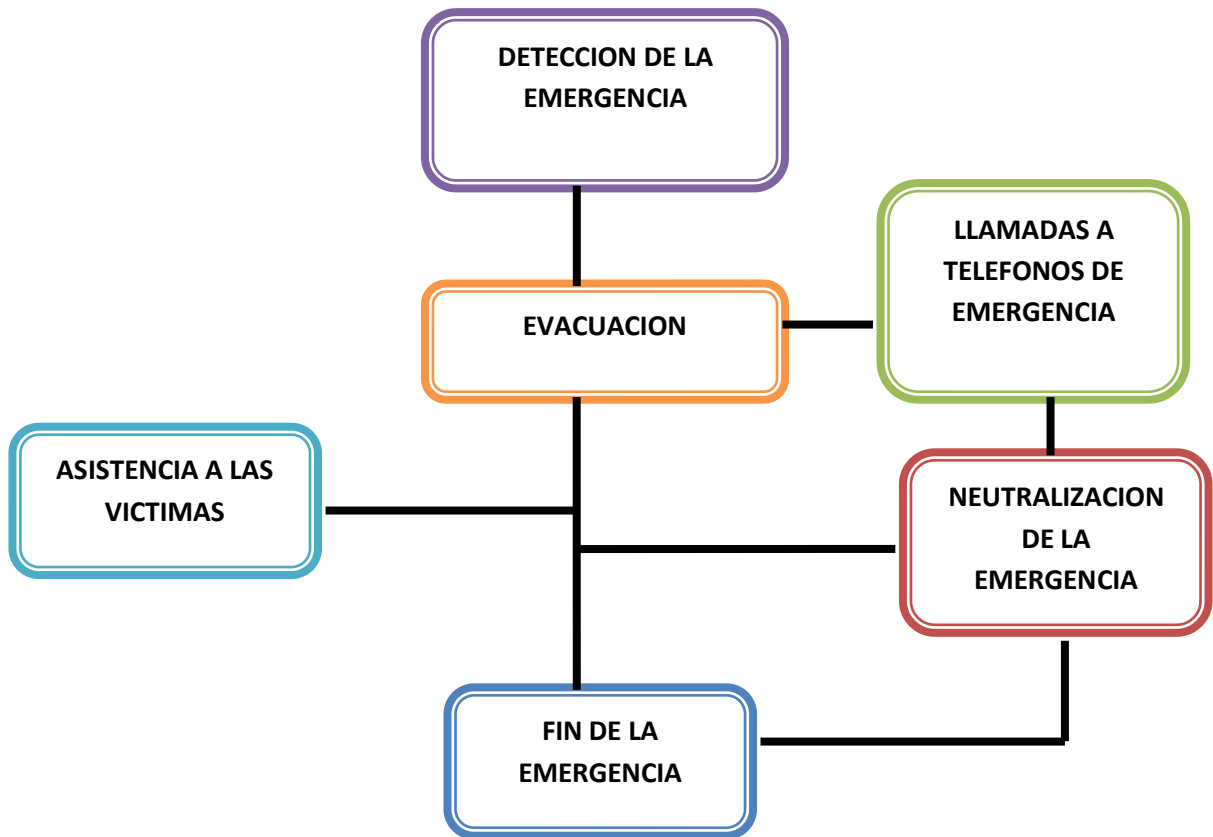 DETECCION DE LA
EMERGENCIA
LLAMADAS A
TELEFONOS DE
EMERGENCIA
EVACUACION
ASISTENCIA A LAS
VICTIMAS
NEUTRALIZACION
DE LA
EMERGENCIA
FIN DE LA
EMERGENCIA